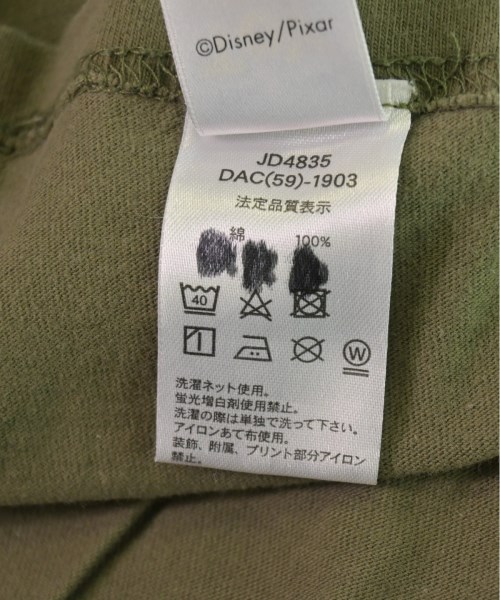 ©Disney/Pixar
JD4835
DAC(59)-1903
法定品質表示
綿 100%
40
W
洗濯ネット使用。
蛍光増白剤使用禁止。
洗濯の際は単独で洗って下さい。
アイロンあて布使用。
装飾、附属、プリント部分アイロン
禁止。